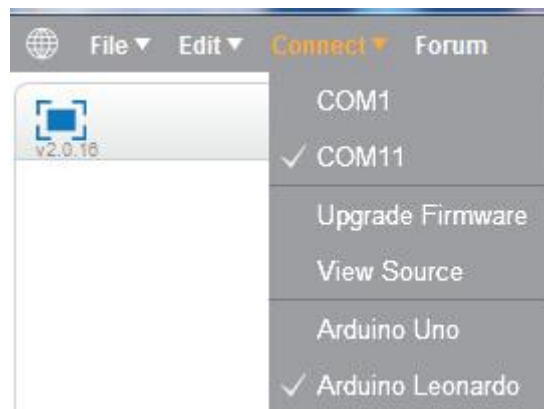 File Edit Connect Forum
v2.0.16
COM1
COM11
Upgrade Firmware
View Source
Arduino Uno
Arduino Leonardo